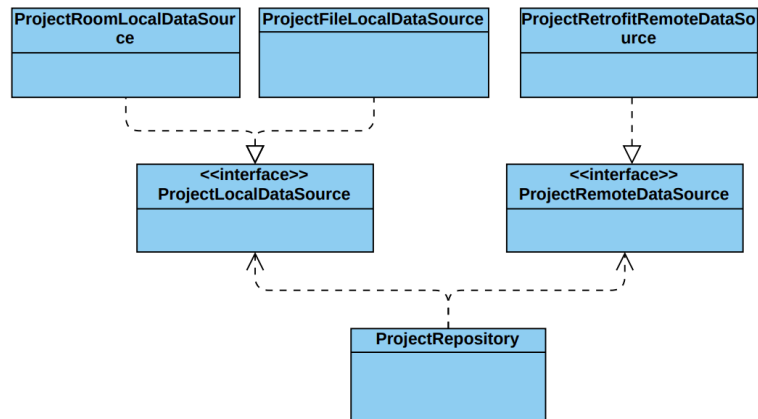 ProjectRoomLocalDataSour
ce
ProjectFileLocalDataSource
ProjectRetrofitRemoteDataSo
urce
<<interface>>
ProjectLocalDataSource
<<interface>>
ProjectRemoteDataSource
ProjectRepository